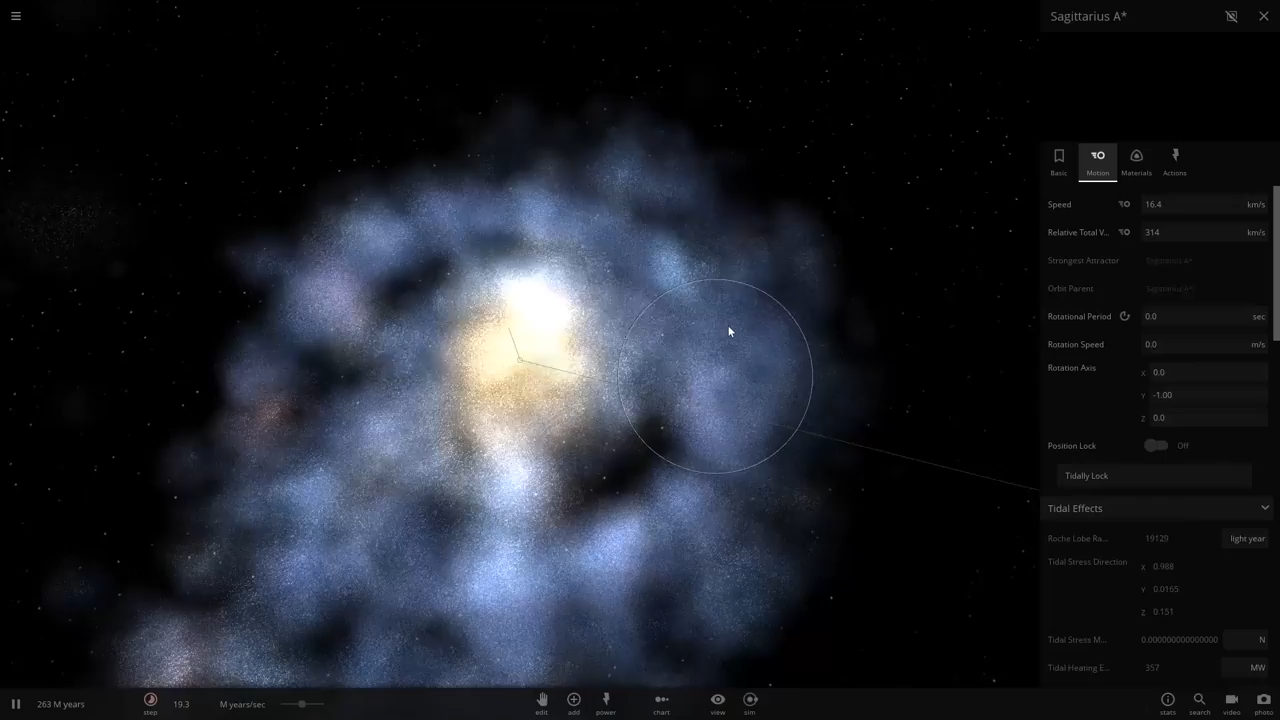 Sagittarius A*
Basic Motion Materials Actions
Speed 16.4 km/s
Relative Total V... 314 km/s
Strongest Attractor Sagittarius A*
Orbit Parent Sagittarius A*
Rotational Period 0.0 sec
Rotation Speed 0.0 m/s
Rotation Axis X 0.0
Y -1.00
Z 0.0
Position Lock Off
Tidally Lock
Tidal Effects
Roche Lobe Ra... 19129 light year
Tidal Stress Direction X 0.988
Y 0.0165
Z 0.151
Tidal Stress M... 0.000000000000000 N
Tidal Heating E... 357 MW
263 M years step 19.3 M years/sec edit add power chart view sim stats search video photo